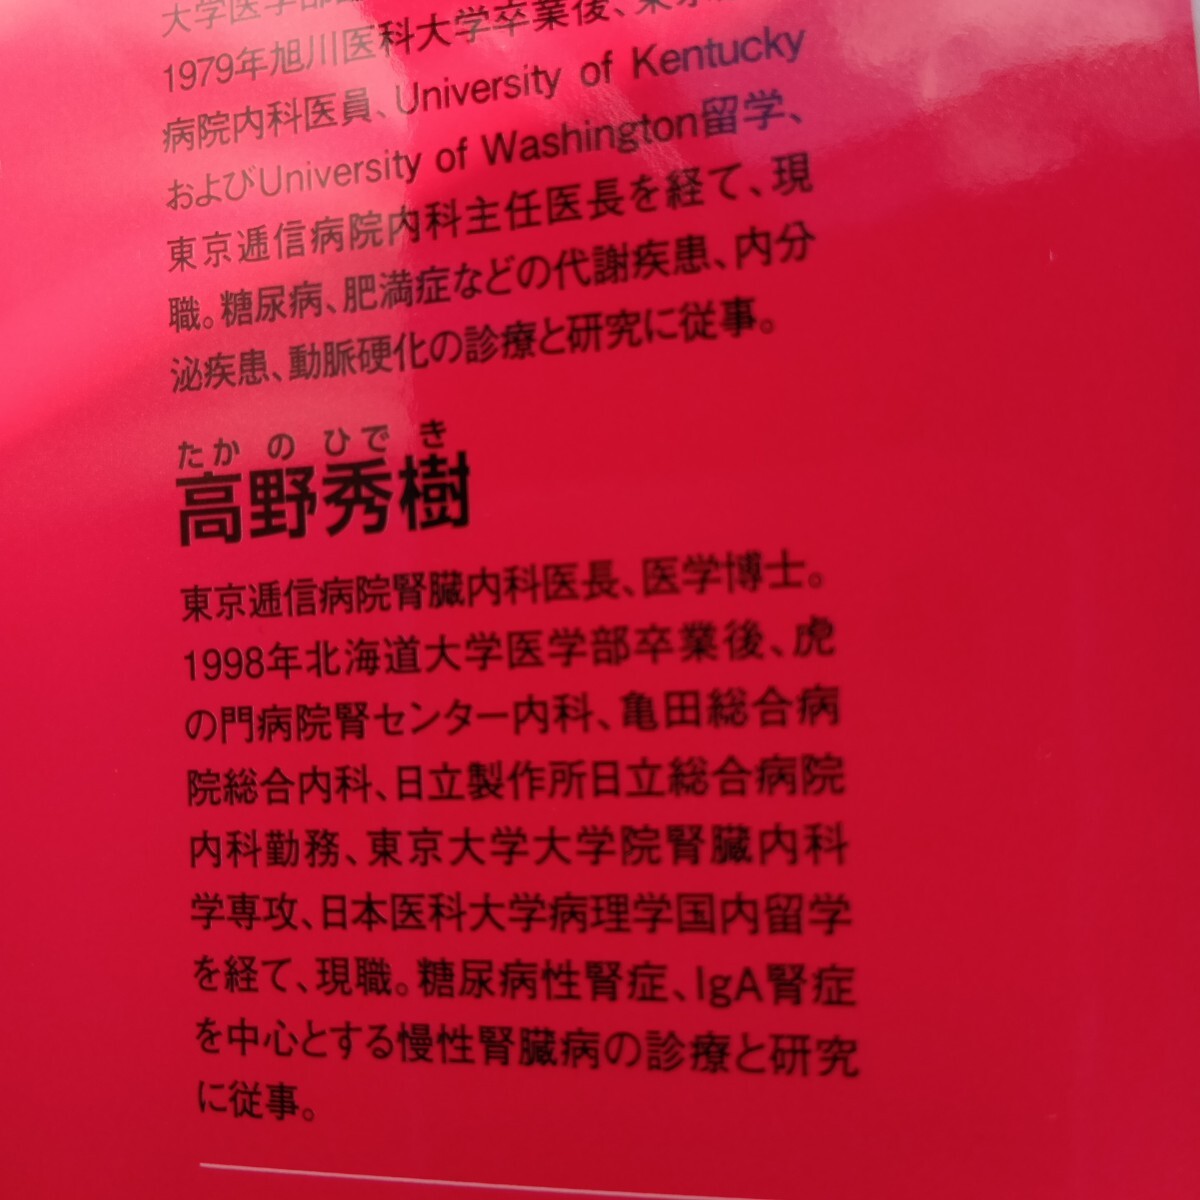 大学医学部
1979年旭川医科大学卒業後、東京
病院内科医員、University of Kentucky
およびUniversity of Washington留学、
東京逓信病院内科主任医長を経て、現
職。糖尿病、肥満症などの代謝疾患、内分
泌疾患、動脈硬化の診療と研究に従事。
たか の ひで き
高野秀樹
東京逓信病院腎臓内科医長、医学博士。
1998年北海道大学医学部卒業後、虎
の門病院腎センター内科、亀田総合病
院総合内科、日立製作所日立総合病院
内科勤務、東京大学大学院腎臓内科
学専攻、日本医科大学病理学国内留学
を経て、現職。糖尿病性腎症、IgA腎症
を中心とする慢性腎臓病の診療と研究
に従事。